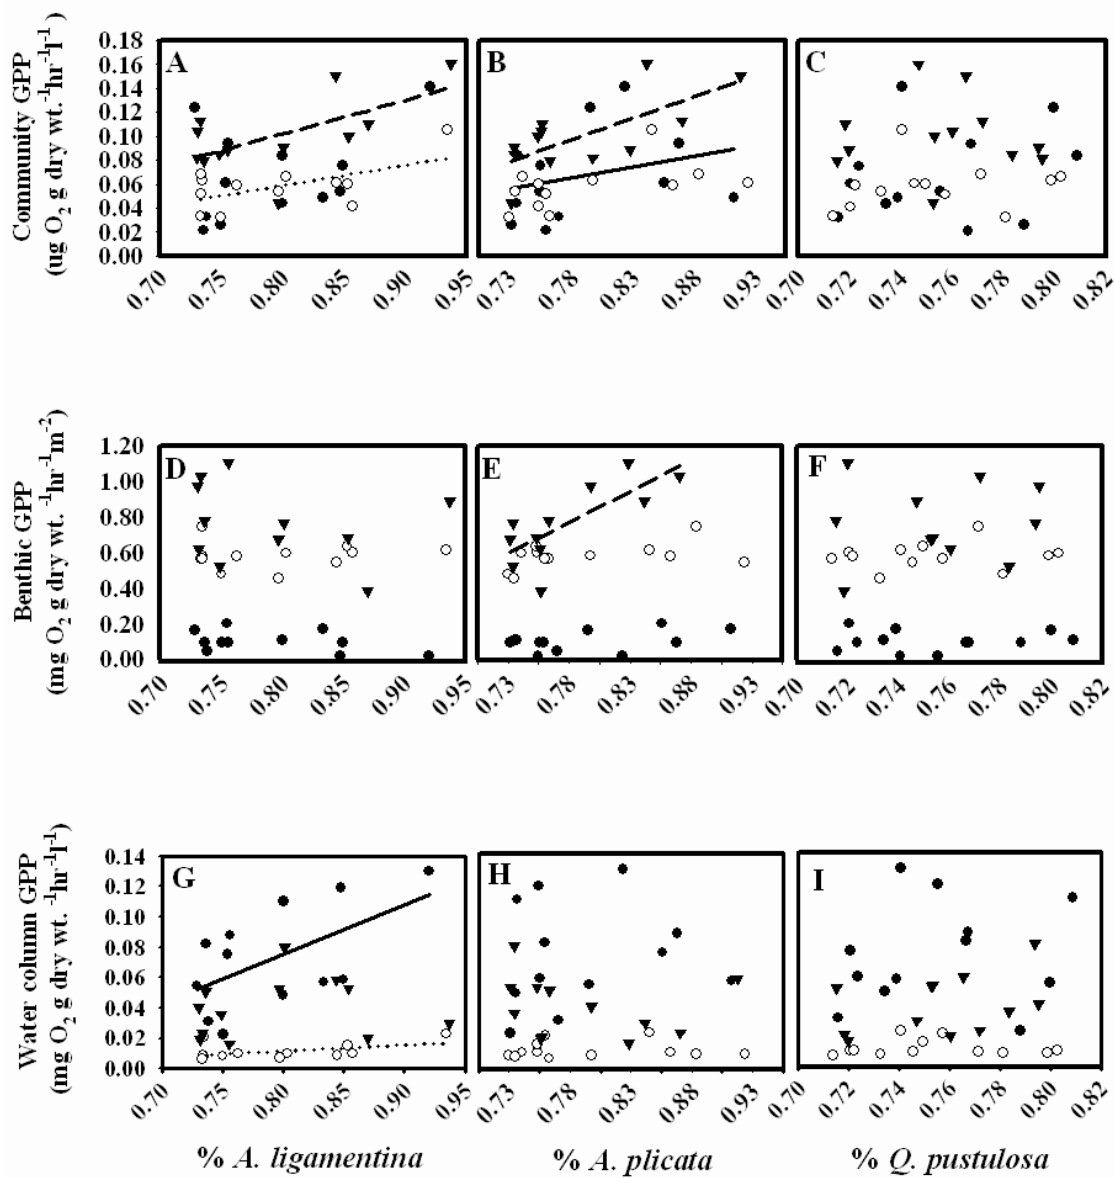 Community GPP
(ug O2 g dry wt. -1hr-1l-1)
0.18
0.16
0.14
0.12
0.10
0.08
0.06
0.04
0.02
0.00
A
B
C
0.70 0.75 0.80 0.85 0.90 0.95
0.73 0.78 0.83 0.88 0.93
0.70 0.72 0.74 0.76 0.78 0.80 0.82
Benthic GPP
(mg O2 g dry wt. -1hr-1m-2)
1.20
1.00
0.80
0.60
0.40
0.20
0.00
D
E
F
0.70 0.75 0.80 0.85 0.90 0.95
0.73 0.78 0.83 0.88 0.93
0.70 0.72 0.74 0.76 0.78 0.80 0.82
Water column GPP
(mg O2 g dry wt. -1hr-1l-1)
0.14
0.12
0.10
0.08
0.06
0.04
0.02
0.00
G
H
I
0.70 0.75 0.80 0.85 0.90 0.95
0.73 0.78 0.83 0.88 0.93
0.70 0.72 0.74 0.76 0.78 0.80 0.82
% A. ligamentina
% A. plicata
% Q. pustulosa